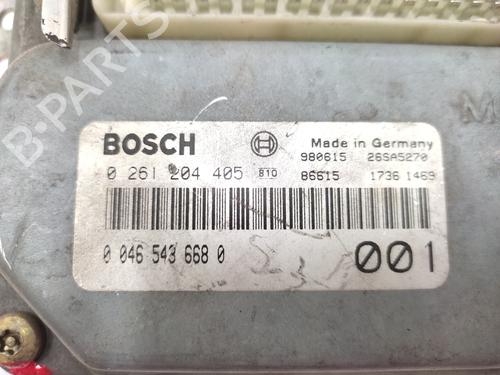 B-PARTS
M
BOSCH
Made in Germany
980615 26SA5270
0 261 204 405 810 86615 1736 1469
0 046 543 668 0
001